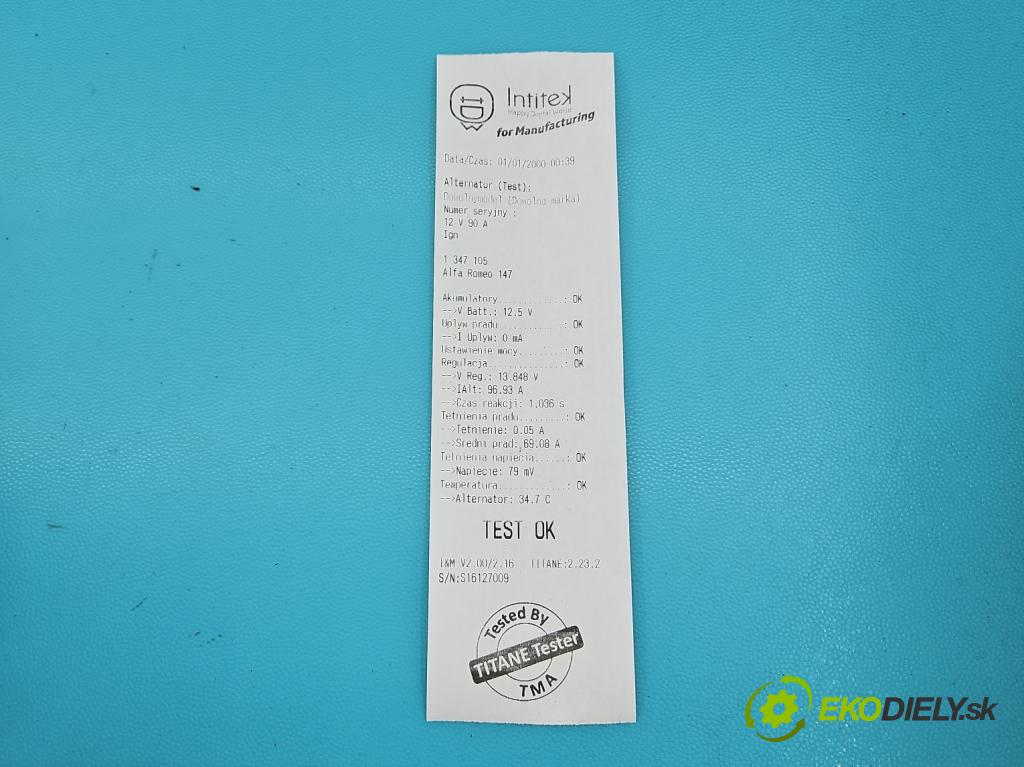 Intitek
Happy Digital World
for Manufacturing
Data/Czas: 01/01/2000 00:39
Alternator (Test):
Dowolnymodel (Dowolna marka)
Numer seryjny :
12 V 90 A
Ign
1 347 105
Alfa Romeo 147
Akumulatory.............: OK
-->V Batt.: 12.5 V
Uplyw pradu.............: OK
-->I Uplyw: 0 mA
Ustawienie mocy.........: OK
Regulacja...............: OK
-->V Reg.: 13.848 V
-->IAlt: 96.93 A
-->Czas reakcji: 1.036 s
Tetnienia pradu.........: OK
-->Tetnienie: 0.05 A
-->Sredni prad: 69.08 A
Tetnienia napiecia......: OK
-->Napiecie: 79 mV
Temperatura.............: OK
-->Alternator: 34.7 C
TEST OK
I&M V2.00/2.16 TITANE:2.23.2
S/N:S16127009
Tested By
TITANE Tester
TMA
EKODIELY.sk